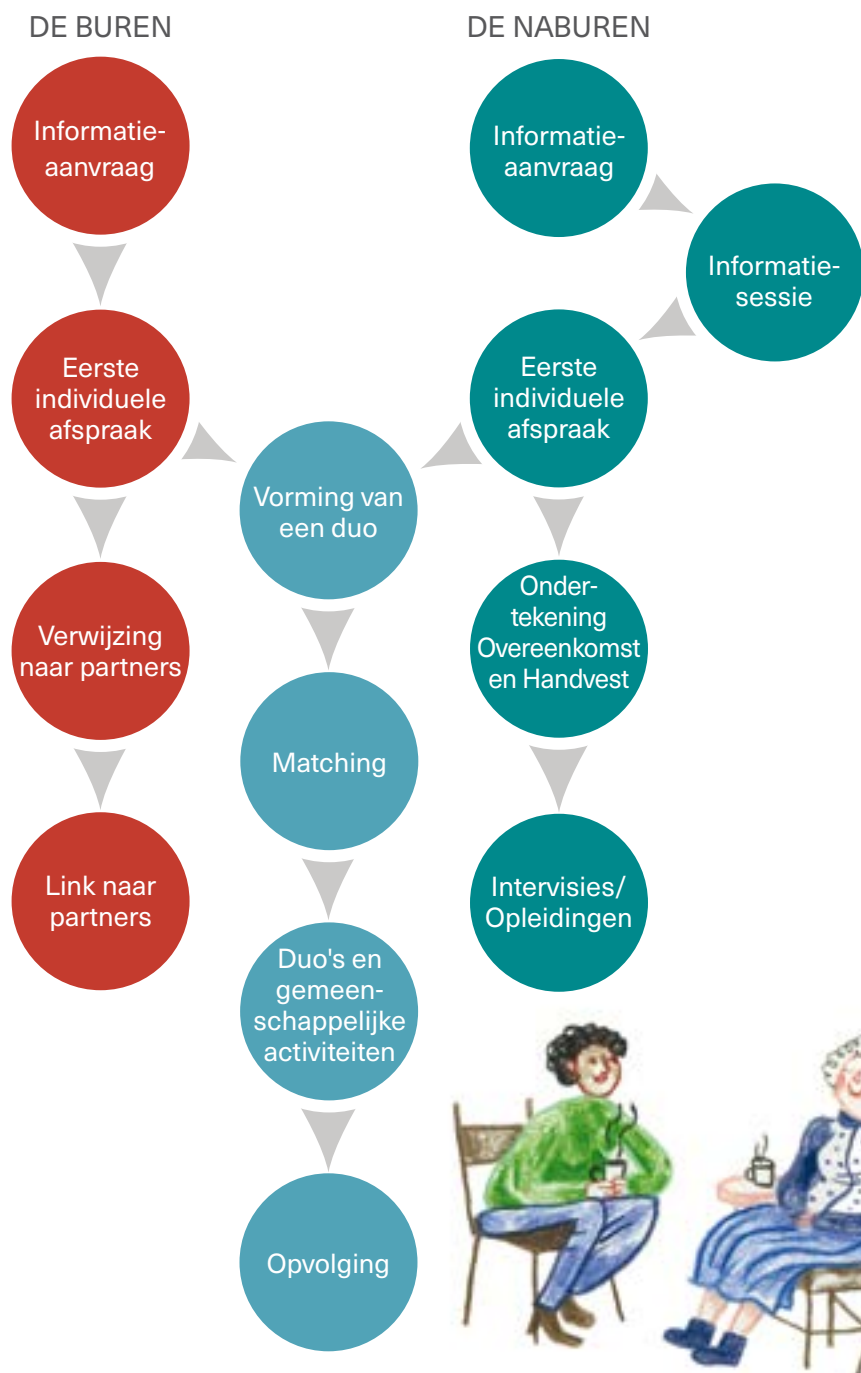 DE BUREN
DE NABUREN
Informatie-
aanvraag
Informatie-
aanvraag
Informatie-
sessie
Eerste
individuele
afspraak
Eerste
individuele
afspraak
Vorming van
een duo
Verwijzing
naar partners
Onder-
tekening
Overeenkomst
en Handvest
Matching
Link naar
partners
Intervisies/
Opleidingen
Duo's en
gemeen-
schappelijke
activiteiten
Opvolging